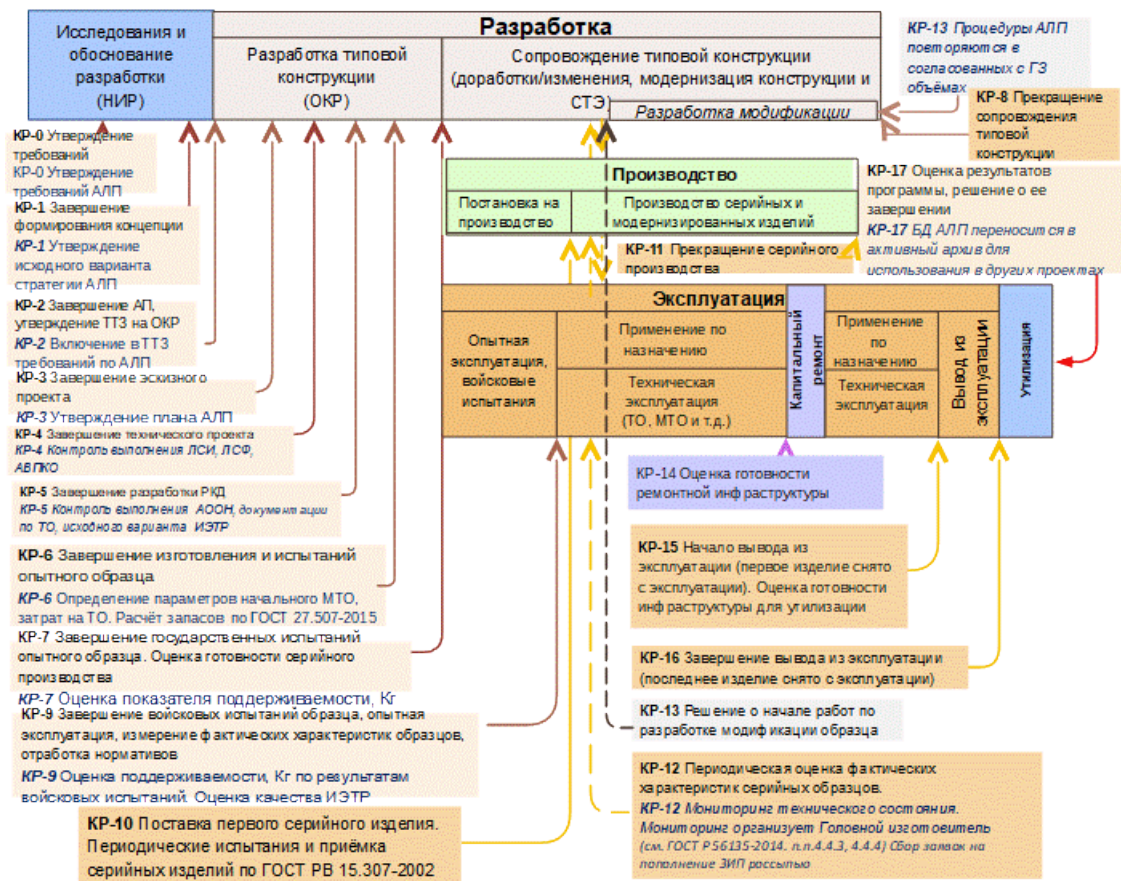 Разработка
Исследования и
обоснование
разработки
(НИР)
Разработка типовой
конструкции
(ОКР)
Сопровождение типовой конструкции
(доработки/изменения, модернизация конструкции и
СТЭ)
Разработка модификации
КР-13 Процедуры АЛП
повторяются в
согласованных с ГЗ
объёмах
КР-8 Прекращение
сопровождения
типовой
конструкции
КР-0 Утверждение
требований
КР-0 Утверждение
требований АЛП
КР-1 Завершение
формирования концепции
КР-1 Утверждение
исходного варианта
стратегии АЛП
КР-2 Завершение АП,
утверждение ТТЗ на ОКР
КР-2 Включение в ТТЗ
требований по АЛП
КР-3 Завершение эскизного
проекта
КР-3 Утверждение плана АЛП
КР-4 Завершение технического проекта
КР-4 Контроль выполнения ЛСИ, ЛСФ,
АВПКО
КР-5 Завершение разработки РКД
КР-5 Контроль выполнения АООН, документации
по ТО, исходного варианта ИЭТР
КР-6 Завершение изготовления и испытаний
опытного образца
КР-6 Определение параметров начального МТО,
затрат на ТО. Расчёт запасов по ГОСТ 27.507-2015
КР-7 Завершение государственных испытаний
опытного образца. Оценка готовности серийного
производства
КР-7 Оценка показателя поддерживаемости, Кг
КР-9 Завершение войсковых испытаний образца, опытная
эксплуатация, измерение фактических характеристик образцов,
отработка нормативов
КР-9 Оценка поддерживаемости, Кг по результатам
войсковых испытаний. Оценка качества ИЭТР
КР-10 Поставка первого серийного изделия.
Периодические испытания и приёмка
серийных изделий по ГОСТ РВ 15.307-2002
Производство
Постановка на
производство
Производство серийных и
модернизированных изделий
КР-11 Прекращение серийного
производства
КР-17 Оценка результатов
программы, решение о ее
завершении
КР-17 БД АЛП переносится в
активный архив для
использования в других проектах
Эксплуатация
Опытная
эксплуатация,
войсковые
испытания
Применение по
назначению
Техническая
эксплуатация
(ТО, МТО и т.д.)
Капитальный
ремонт
Применение
по
назначению
Техническая
эксплуатация
Вывод из
эксплуатации
Утилизация
КР-14 Оценка готовности
ремонтной инфраструктуры
КР-15 Начало вывода из
эксплуатации (первое изделие снято
с эксплуатации). Оценка готовности
инфраструктуры для утилизации
КР-16 Завершение вывода из эксплуатации
(последнее изделие снято с эксплуатации)
КР-13 Решение о начале работ по
разработке модификации образца
КР-12 Периодическая оценка фактических
характеристик серийных образцов.
КР-12 Мониторинг технического состояния.
Мониторинг организует Головной изготовитель
(см. ГОСТ Р56135-2014. п.п.4.4.3, 4.4.4) Сбор заявок на
пополнение ЗИП россыпью